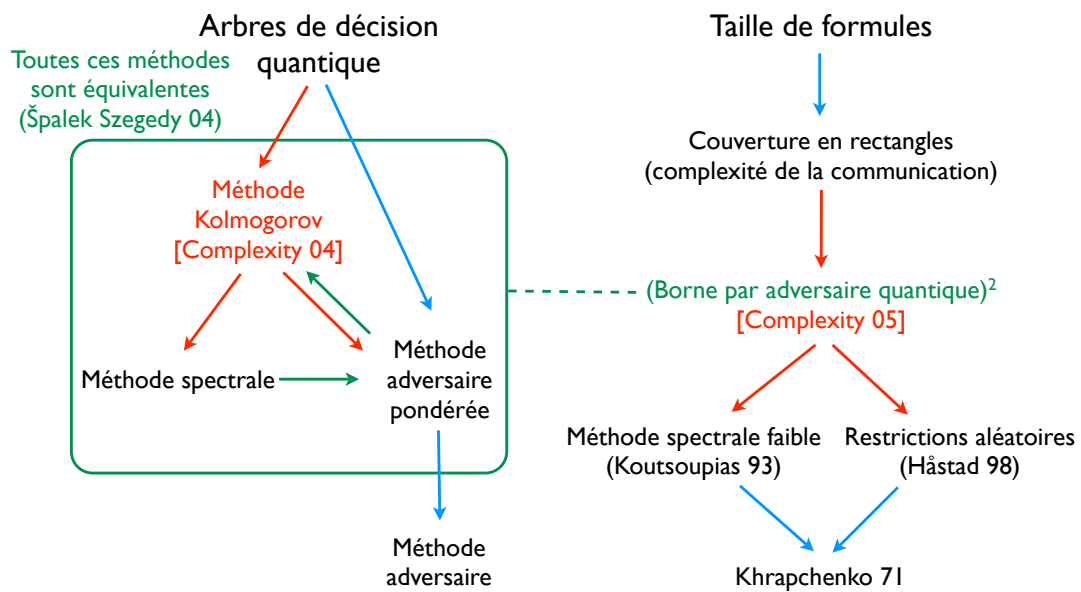 Arbres de décision
quantique
Toutes ces méthodes
sont équivalentes
(Špalek Szegedy 04)
Méthode
Kolmogorov
[Complexity 04]
Méthode spectrale
Méthode
adversaire
pondérée
Méthode
adversaire
Taille de formules
Couverture en rectangles
(complexité de la communication)
(Borne par adversaire quantique)²
[Complexity 05]
Méthode spectrale faible
(Koutsoupias 93)
Restrictions aléatoires
(Håstad 98)
Khrapchenko 71